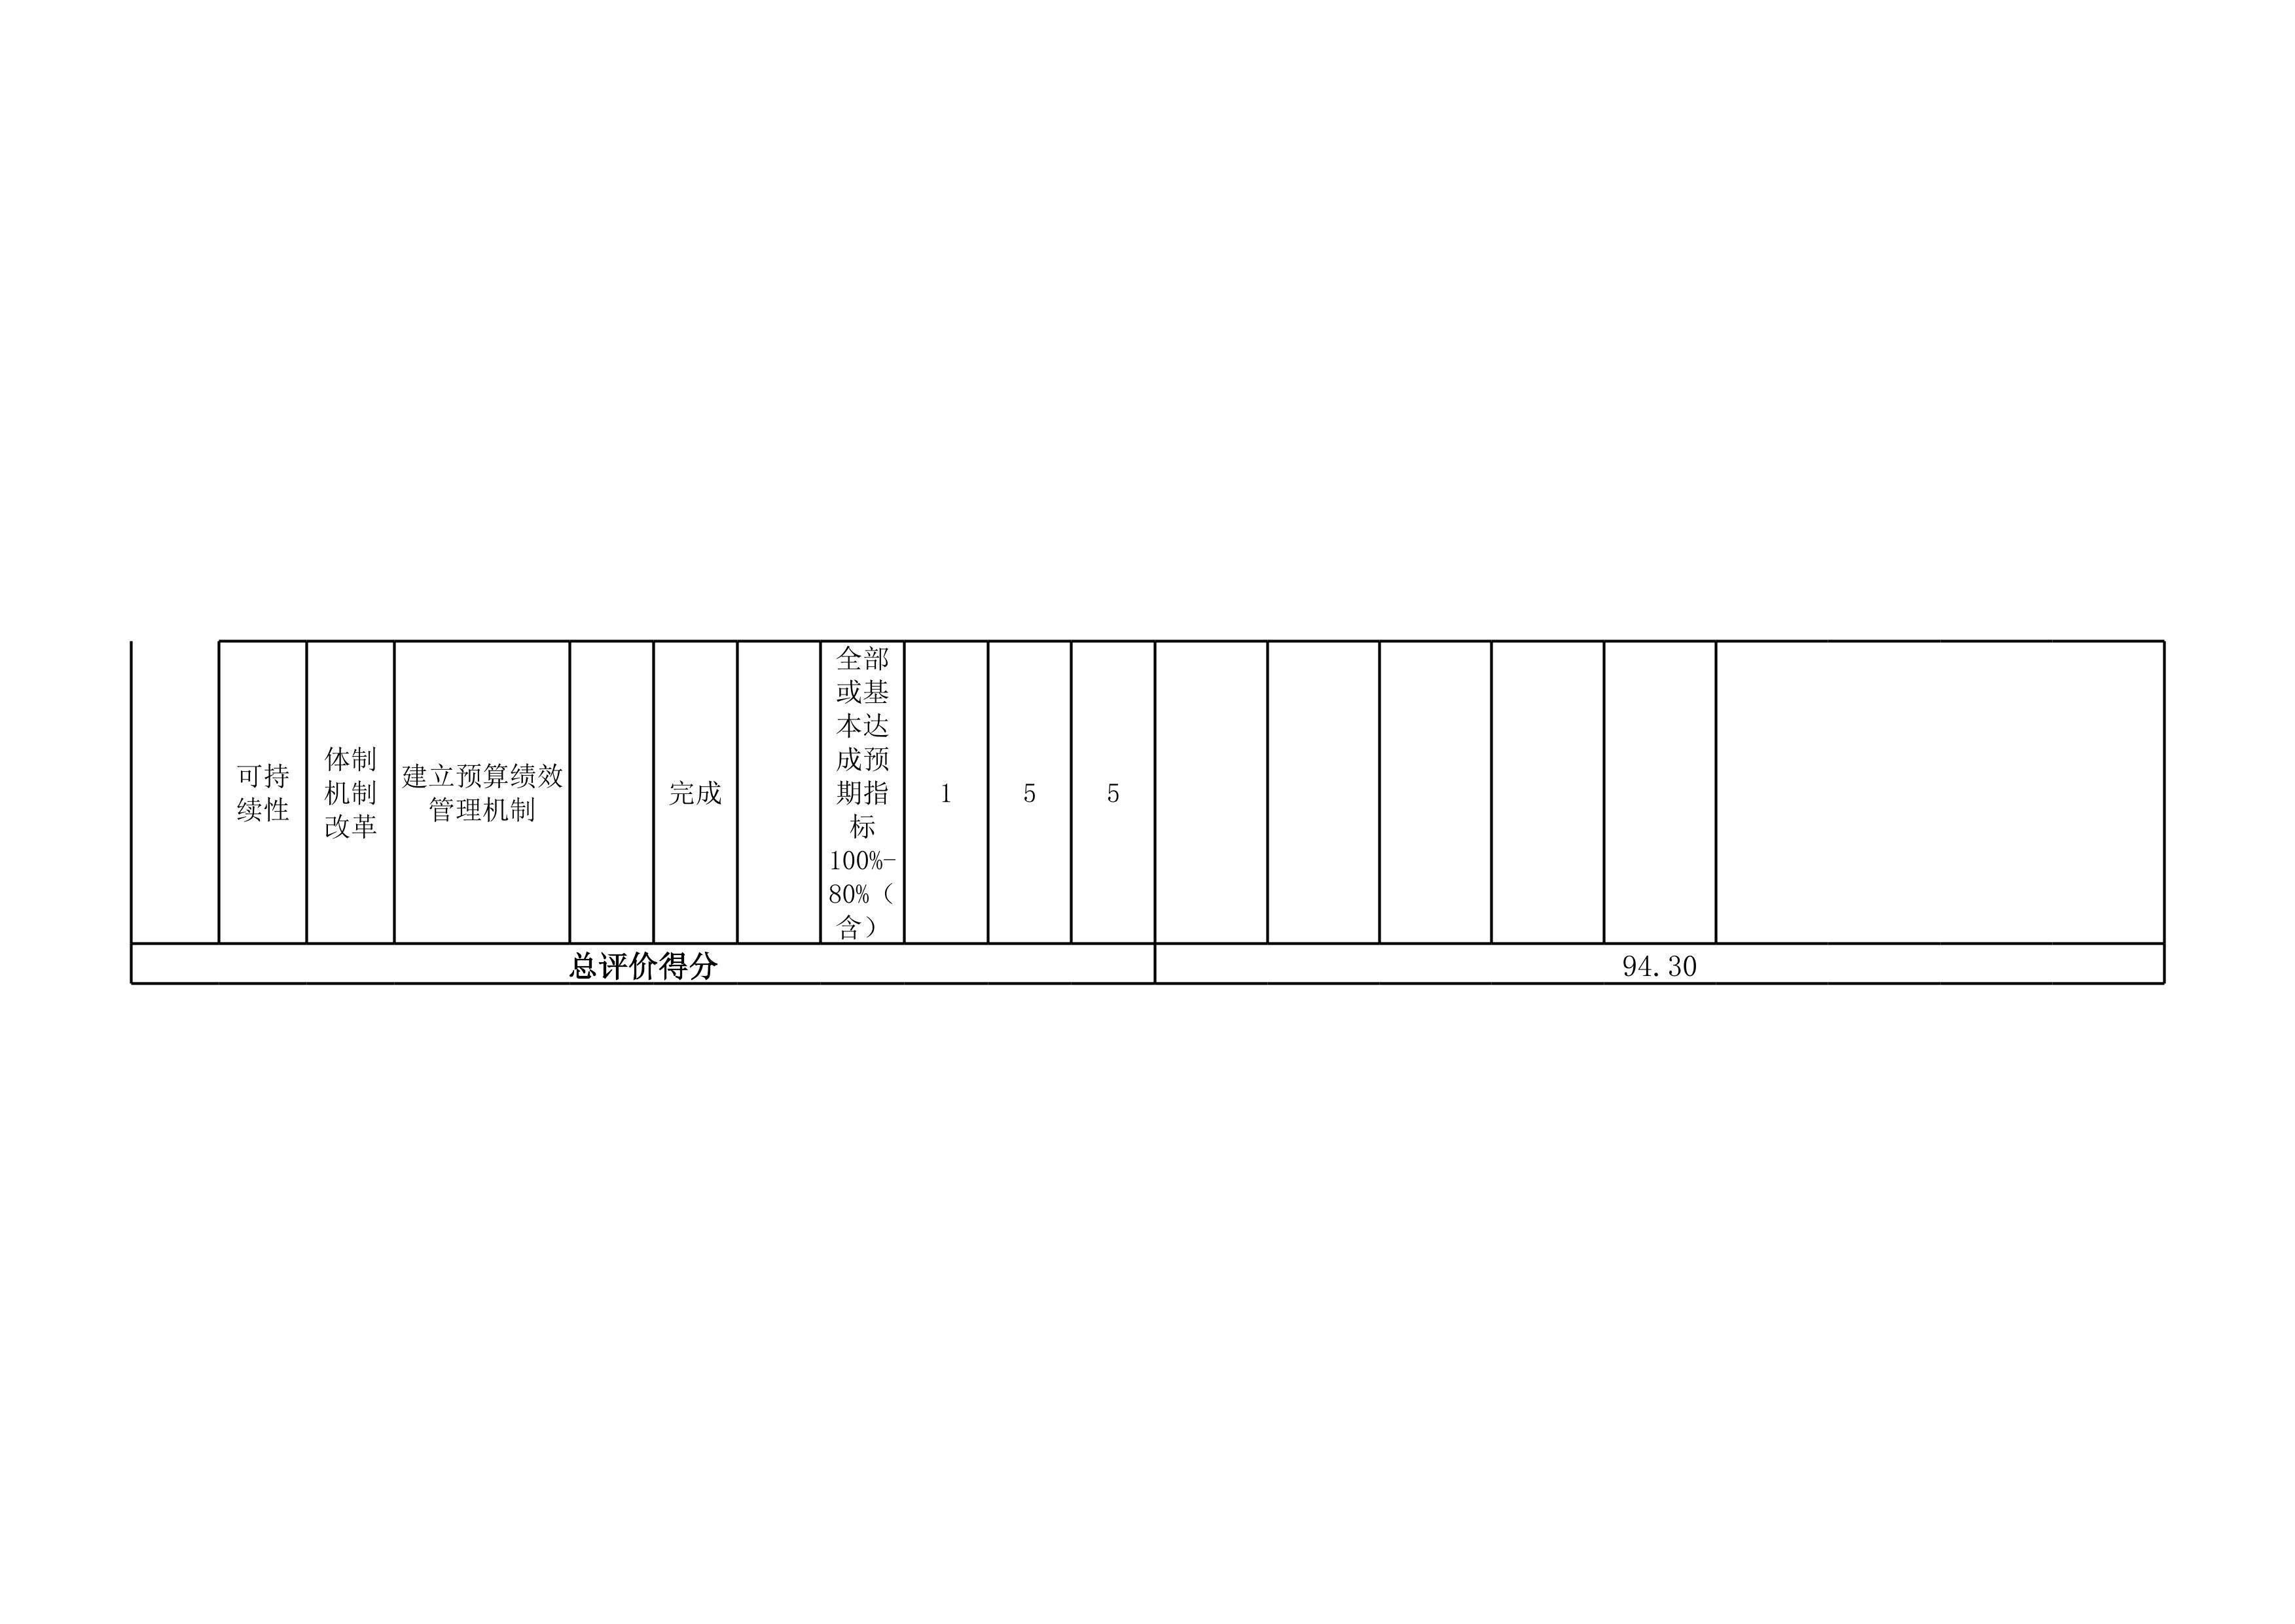 可持
续性
体制
机制
改革
建立预算绩效
管理机制
完成
全部
或基
本达
成预
期指
标
100%-
80%（
含）
1
5
5
总评价得分
94.30